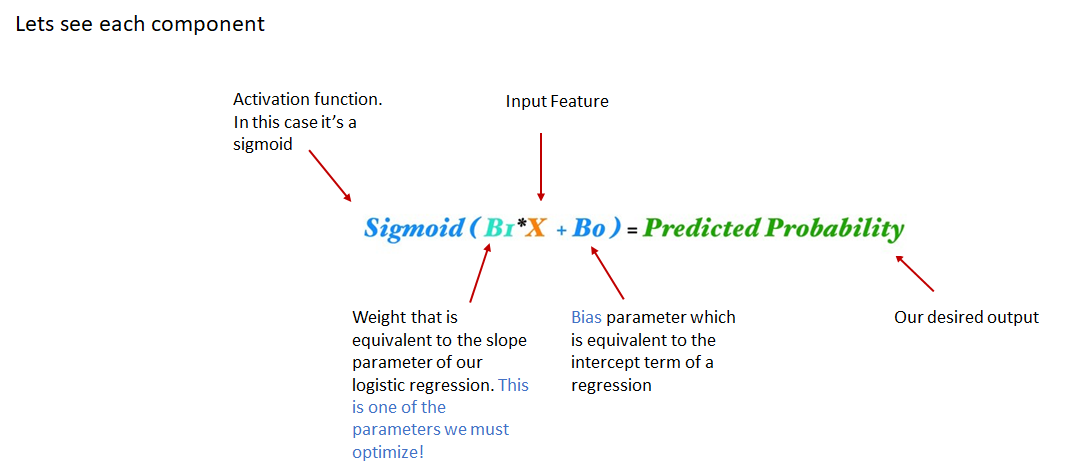 Lets see each component
Activation function.
In this case it’s a
sigmoid
Input Feature
Sigmoid ( B1*X + Bo ) = Predicted Probability
Weight that is
equivalent to the slope
parameter of our
logistic regression. This
is one of the
parameters we must
optimize!
Bias parameter which
is equivalent to the
intercept term of a
regression
Our desired output